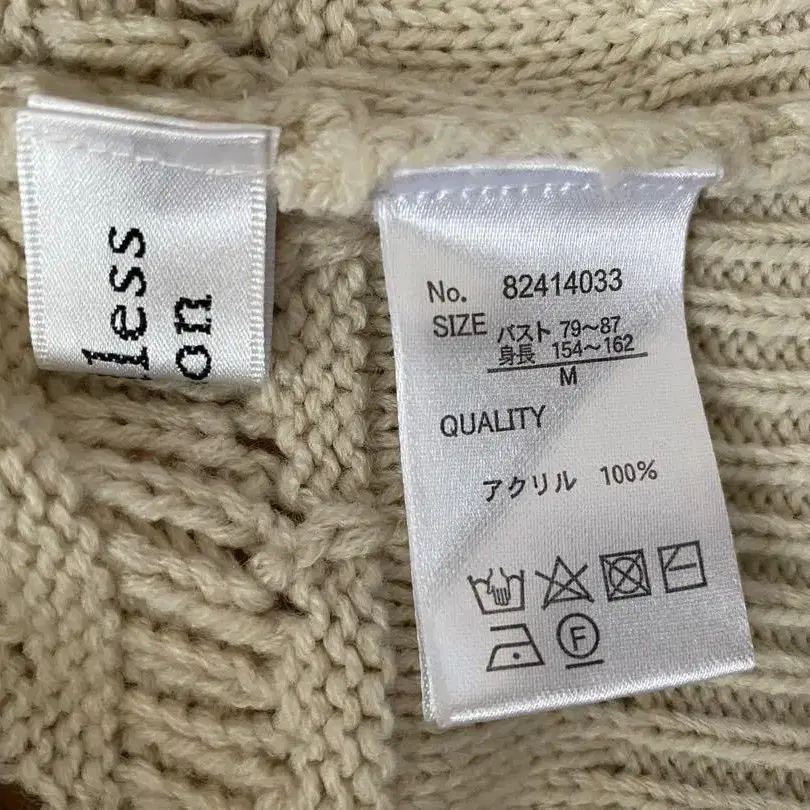 less
on
No. 82414033
SIZE バスト 79～87
身長 154～162
M
QUALITY
アクリル 100%
F